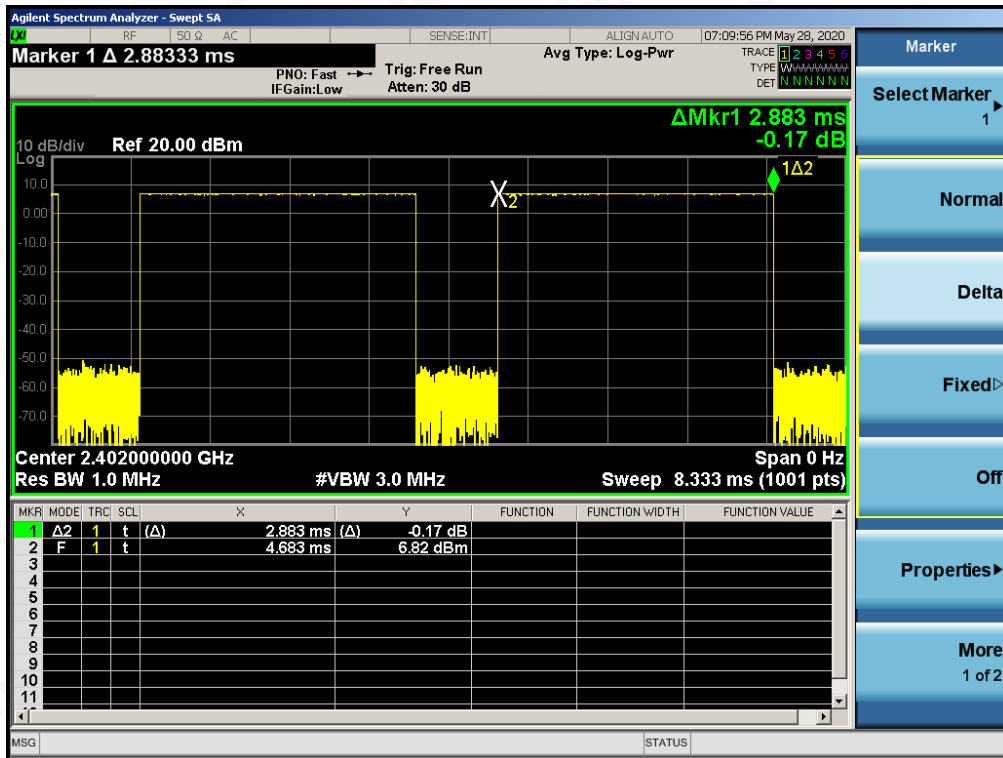 Agilent Spectrum Analyzer - Swept SA
LXI RF 50 Ω AC SENSE:INT ALIGN AUTO 07:09:56 PM May 28, 2020
Marker 1 Δ 2.88333 ms
PNO: Fast
IFGain:Low
Trig: Free Run
Atten: 30 dB
Avg Type: Log-Pwr
TRACE 1 2 3 4 5 6
TYPE WWWWWW
DET N N N N N N
ΔMkr1 2.883 ms
-0.17 dB
10 dB/div Ref 20.00 dBm
Log
1Δ2
10.0
X2
0.00
-10.0
-20.0
-30.0
-40.0
-50.0
-60.0
-70.0
Center 2.402000000 GHz Span 0 Hz
Res BW 1.0 MHz #VBW 3.0 MHz Sweep 8.333 ms (1001 pts)
MKR MODE TRC SCL X Y FUNCTION FUNCTION WIDTH FUNCTION VALUE
1 Δ2 1 t (Δ) 2.883 ms (Δ) -0.17 dB
2 F 1 t 4.683 ms 6.82 dBm
3
4
5
6
7
8
9
10
11
MSG STATUS
Marker
Select Marker
1
Normal
Delta
Fixed
Off
Properties
More
1 of 2